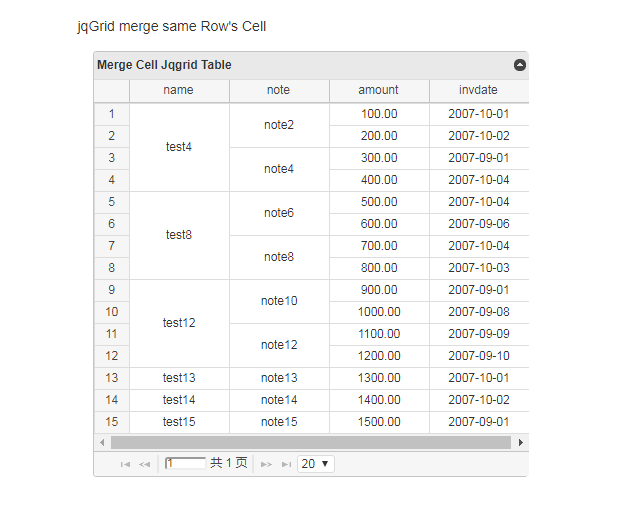 jqGrid merge same Row's Cell
Merge Cell Jqgrid Table
name note amount invdate
1 test4 note2 100.00 2007-10-01
2 200.00 2007-10-02
3 note4 300.00 2007-09-01
4 400.00 2007-10-04
5 test8 note6 500.00 2007-10-04
6 600.00 2007-09-06
7 note8 700.00 2007-10-04
8 800.00 2007-10-03
9 test12 note10 900.00 2007-09-01
10 1000.00 2007-09-08
11 note12 1100.00 2007-09-09
12 1200.00 2007-09-10
13 test13 note13 1300.00 2007-10-01
14 test14 note14 1400.00 2007-10-02
15 test15 note15 1500.00 2007-09-01
1 共 1 页 20